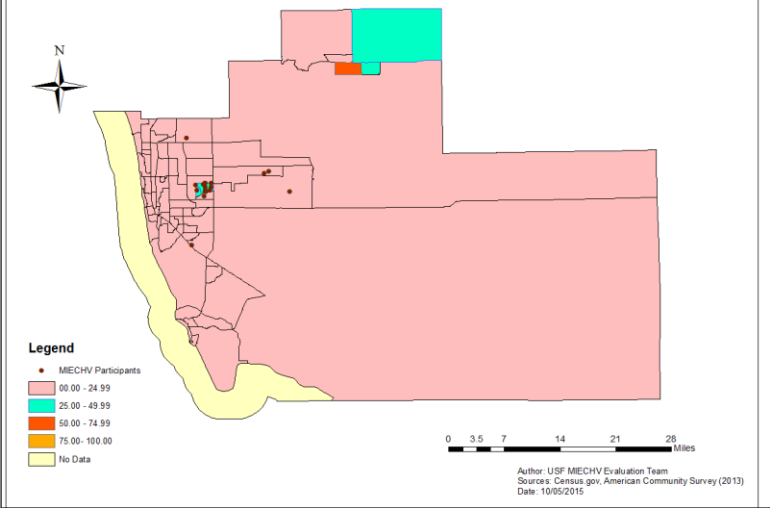 N
Legend
MIECHV Participants
00.00 - 24.99
25.00 - 49.99
50.00 - 74.99
75.00- 100.00
No Data
0 3.5 7 14 21 28
Miles
Author: USF MIECHV Evaluation Team
Sources: Census.gov, American Community Survey (2013)
Date: 10/05/2015